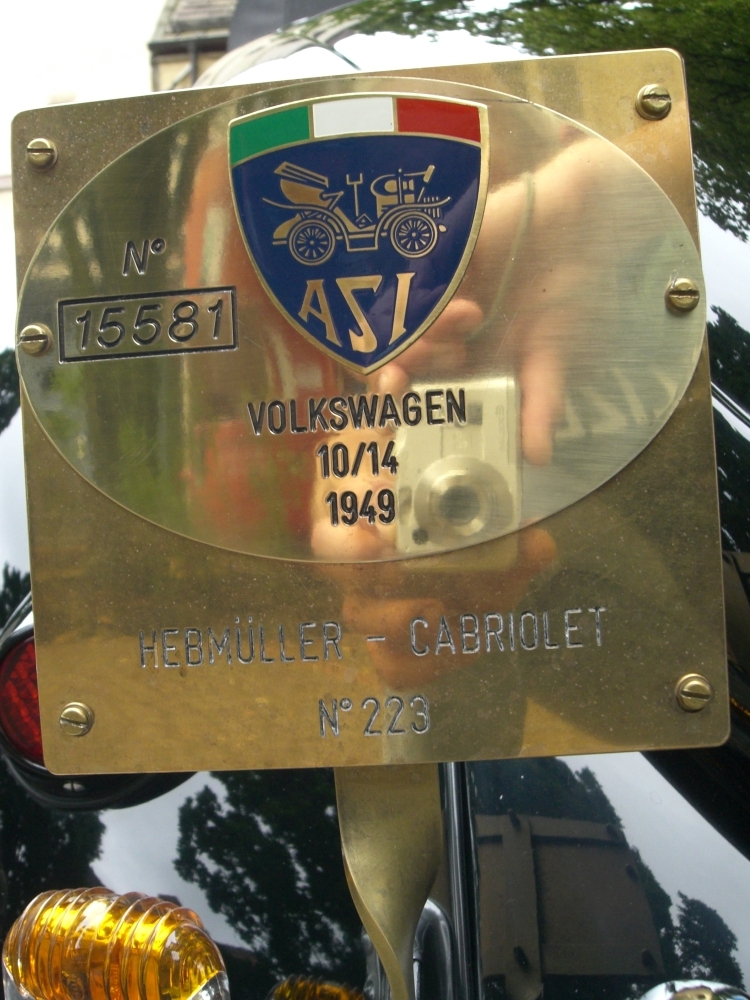 ASI
N°
15581
VOLKSWAGEN
10/14
1949
HEBMÜLLER - CABRIOLET
N° 223